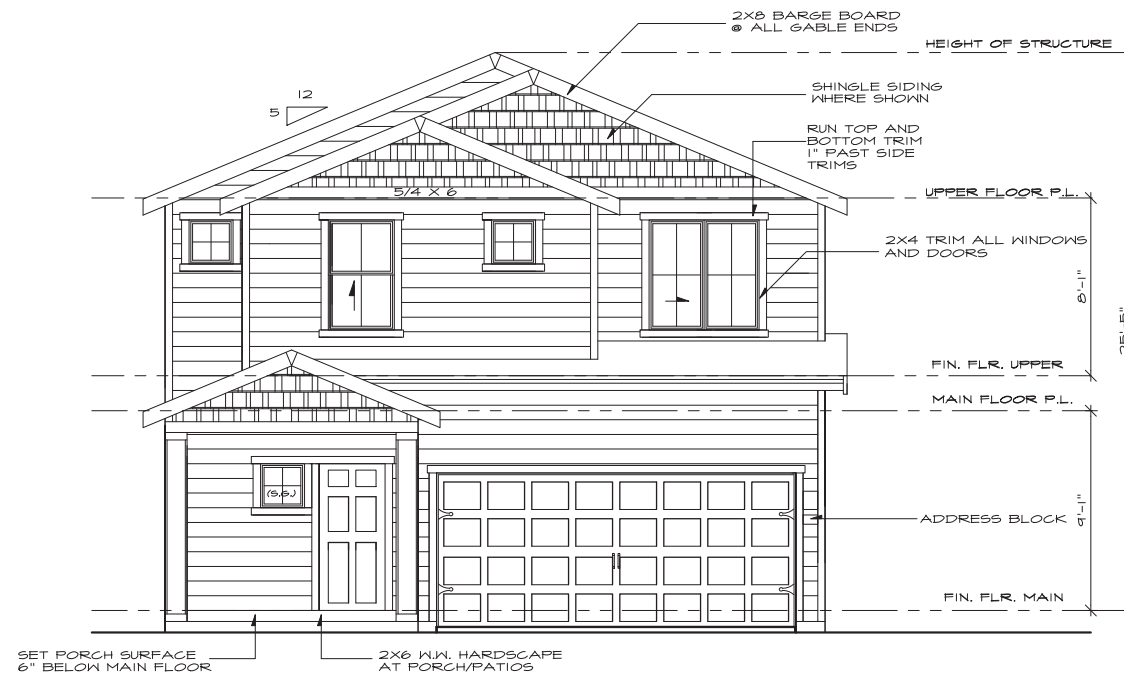 2X8 BARGE BOARD
@ ALL GABLE ENDS
HEIGHT OF STRUCTURE
12
5
SHINGLE SIDING
WHERE SHOWN
RUN TOP AND
BOTTOM TRIM
1" PAST SIDE
TRIMS
5/4 X 6
UPPER FLOOR P.L.
2X4 TRIM ALL WINDOWS
AND DOORS
8'-1"
FIN. FLR. UPPER
MAIN FLOOR P.L.
(S.G.)
9'-1"
ADDRESS BLOCK
FIN. FLR. MAIN
SET PORCH SURFACE
6" BELOW MAIN FLOOR
2X6 W.W. HARDSCAPE
AT PORCH/PATIOS